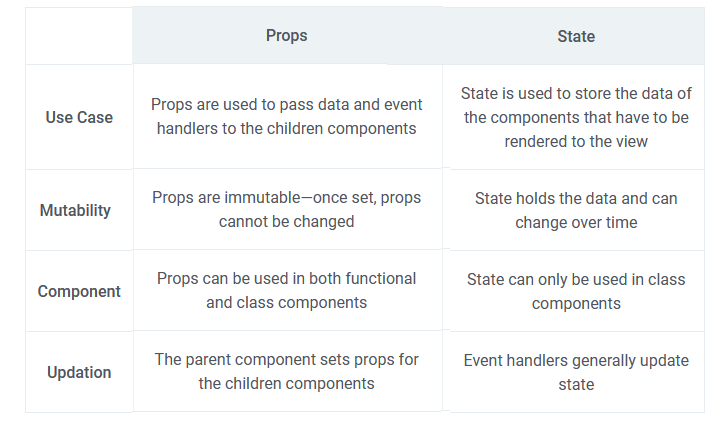 Props
State
Use Case
Props are used to pass data and event
handlers to the children components
State is used to store the data of
the components that have to be
rendered to the view
Mutability
Props are immutable—once set, props
cannot be changed
State holds the data and can
change over time
Component
Props can be used in both functional
and class components
State can only be used in class
components
Updation
The parent component sets props for
the children components
Event handlers generally update
state